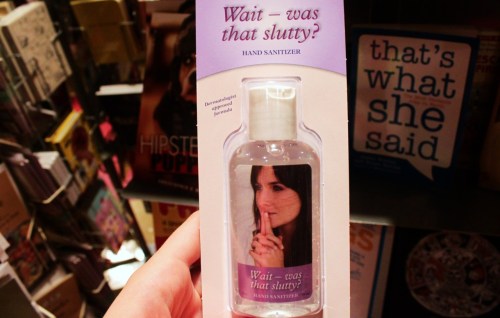 Wait – was
that slutty?
HAND SANITIZER
Dermatologist
approved
formula
Wait – was
that slutty?
HAND SANITIZER
HIPSTE
that's
what
she
said